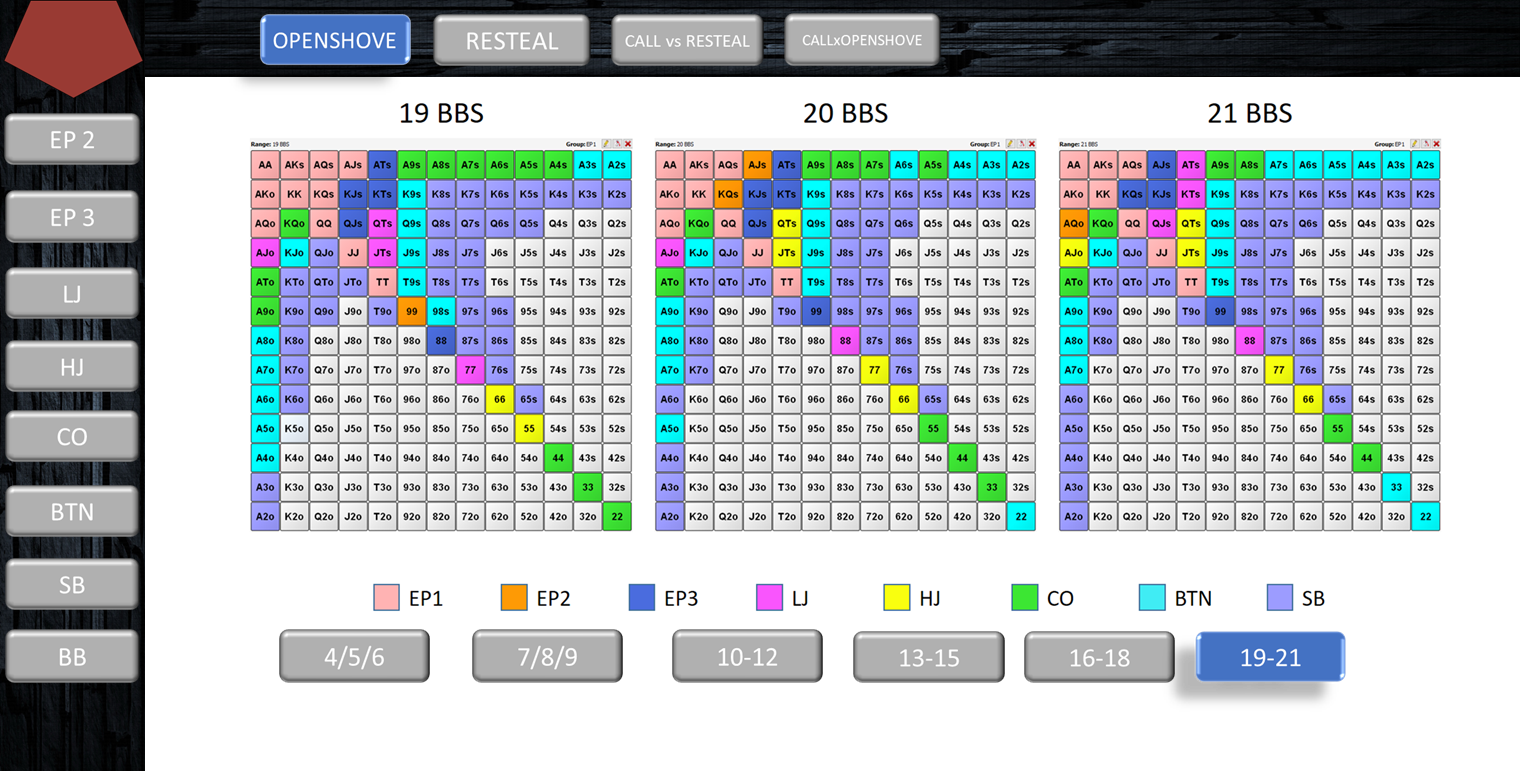 OPENSHOVE RESTEAL CALL vs RESTEAL CALLxOPENSHOVE
EP 2
EP 3
LJ
HJ
CO
BTN
SB
BB
19 BBS
Range: 19 BBS Group: EP1
AA AKs AQs AJs ATs A9s A8s A7s A6s A5s A4s A3s A2s
AKo KK KQs KJs KTs K9s K8s K7s K6s K5s K4s K3s K2s
AQo KQo QQ QJs QTs Q9s Q8s Q7s Q6s Q5s Q4s Q3s Q2s
AJo KJo QJo JJ JTs J9s J8s J7s J6s J5s J4s J3s J2s
ATo KTo QTo JTo TT T9s T8s T7s T6s T5s T4s T3s T2s
A9o K9o Q9o J9o T9o 99 98s 97s 96s 95s 94s 93s 92s
A8o K8o Q8o J8o T8o 98o 88 87s 86s 85s 84s 83s 82s
A7o K7o Q7o J7o T7o 97o 87o 77 76s 75s 74s 73s 72s
A6o K6o Q6o J6o T6o 96o 86o 76o 66 65s 64s 63s 62s
A5o K5o Q5o J5o T5o 95o 85o 75o 65o 55 54s 53s 52s
A4o K4o Q4o J4o T4o 94o 84o 74o 64o 54o 44 43s 42s
A3o K3o Q3o J3o T3o 93o 83o 73o 63o 53o 43o 33 32s
A2o K2o Q2o J2o T2o 92o 82o 72o 62o 52o 42o 32o 22
20 BBS
Range: 20 BBS Group: EP1
AA AKs AQs AJs ATs A9s A8s A7s A6s A5s A4s A3s A2s
AKo KK KQs KJs KTs K9s K8s K7s K6s K5s K4s K3s K2s
AQo KQo QQ QJs QTs Q9s Q8s Q7s Q6s Q5s Q4s Q3s Q2s
AJo KJo QJo JJ JTs J9s J8s J7s J6s J5s J4s J3s J2s
ATo KTo QTo JTo TT T9s T8s T7s T6s T5s T4s T3s T2s
A9o K9o Q9o J9o T9o 99 98s 97s 96s 95s 94s 93s 92s
A8o K8o Q8o J8o T8o 98o 88 87s 86s 85s 84s 83s 82s
A7o K7o Q7o J7o T7o 97o 87o 77 76s 75s 74s 73s 72s
A6o K6o Q6o J6o T6o 96o 86o 76o 66 65s 64s 63s 62s
A5o K5o Q5o J5o T5o 95o 85o 75o 65o 55 54s 53s 52s
A4o K4o Q4o J4o T4o 94o 84o 74o 64o 54o 44 43s 42s
A3o K3o Q3o J3o T3o 93o 83o 73o 63o 53o 43o 33 32s
A2o K2o Q2o J2o T2o 92o 82o 72o 62o 52o 42o 32o 22
21 BBS
Range: 21 BBS Group: EP1
AA AKs AQs AJs ATs A9s A8s A7s A6s A5s A4s A3s A2s
AKo KK KQs KJs KTs K9s K8s K7s K6s K5s K4s K3s K2s
AQo KQo QQ QJs QTs Q9s Q8s Q7s Q6s Q5s Q4s Q3s Q2s
AJo KJo QJo JJ JTs J9s J8s J7s J6s J5s J4s J3s J2s
ATo KTo QTo JTo TT T9s T8s T7s T6s T5s T4s T3s T2s
A9o K9o Q9o J9o T9o 99 98s 97s 96s 95s 94s 93s 92s
A8o K8o Q8o J8o T8o 98o 88 87s 86s 85s 84s 83s 82s
A7o K7o Q7o J7o T7o 97o 87o 77 76s 75s 74s 73s 72s
A6o K6o Q6o J6o T6o 96o 86o 76o 66 65s 64s 63s 62s
A5o K5o Q5o J5o T5o 95o 85o 75o 65o 55 54s 53s 52s
A4o K4o Q4o J4o T4o 94o 84o 74o 64o 54o 44 43s 42s
A3o K3o Q3o J3o T3o 93o 83o 73o 63o 53o 43o 33 32s
A2o K2o Q2o J2o T2o 92o 82o 72o 62o 52o 42o 32o 22
EP1 EP2 EP3 LJ HJ CO BTN SB
4/5/6 7/8/9 10-12 13-15 16-18 19-21